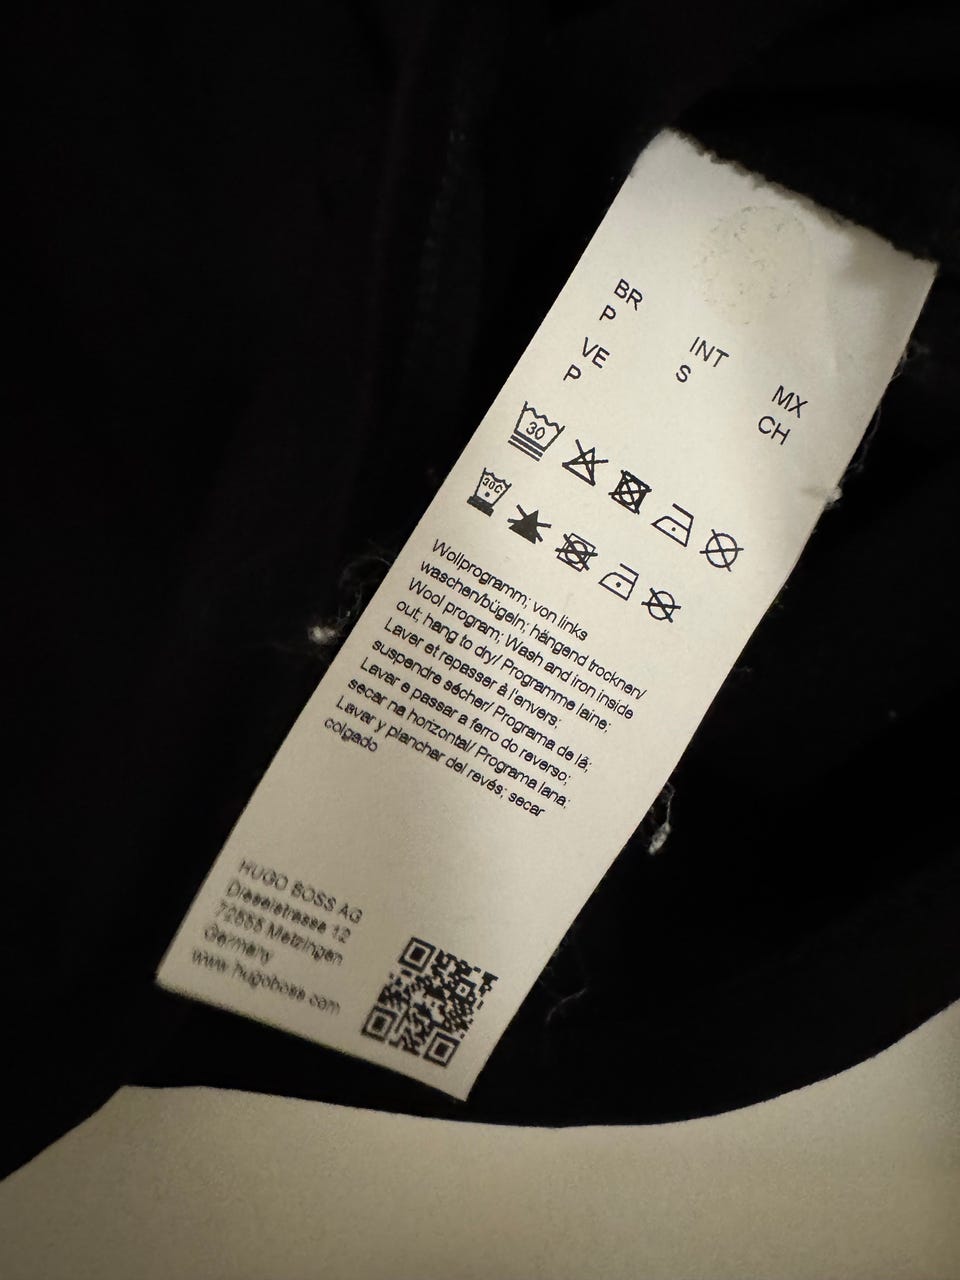 BR
P
VE
P
INT
S
MX
CH
30
30C
Wollprogramm; von links
waschen/bügeln; hängend trocknen/
Wool program; Wash and iron inside
out; hang to dry/ Programme laine;
Laver et repasser à l'envers;
suspendre sécher/ Programa de lã;
Lavar e passar a ferro do reverso;
secar na horizontal/ Programa lana;
Lavar y planchar del revés; secar
colgado
HUGO BOSS AG
Dieselstrasse 12
72555 Metzingen
Germany
www.hugoboss.com